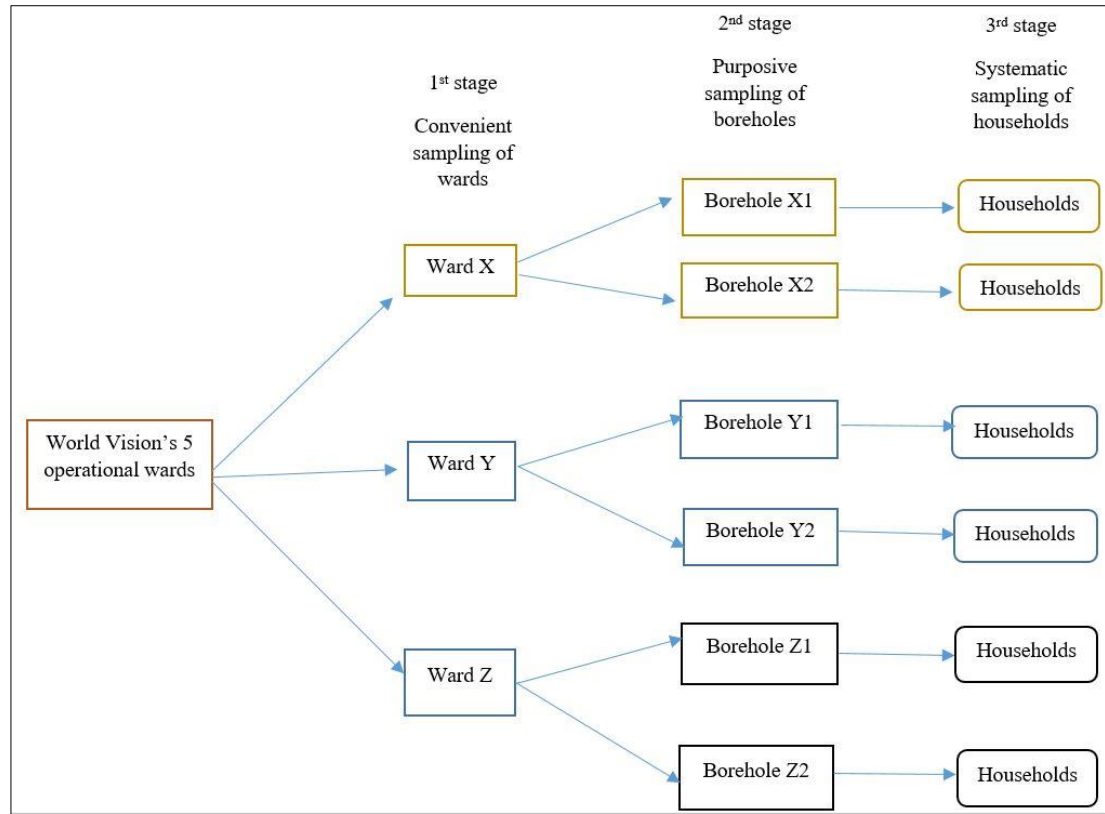 1st stage
Convenient
sampling of
wards
2nd stage
Purposive
sampling of
boreholes
3rd stage
Systematic
sampling of
households
World Vision's 5
operational wards
Ward X
Borehole X1
Households
Borehole X2
Households
Ward Y
Borehole Y1
Households
Borehole Y2
Households
Ward Z
Borehole Z1
Households
Borehole Z2
Households